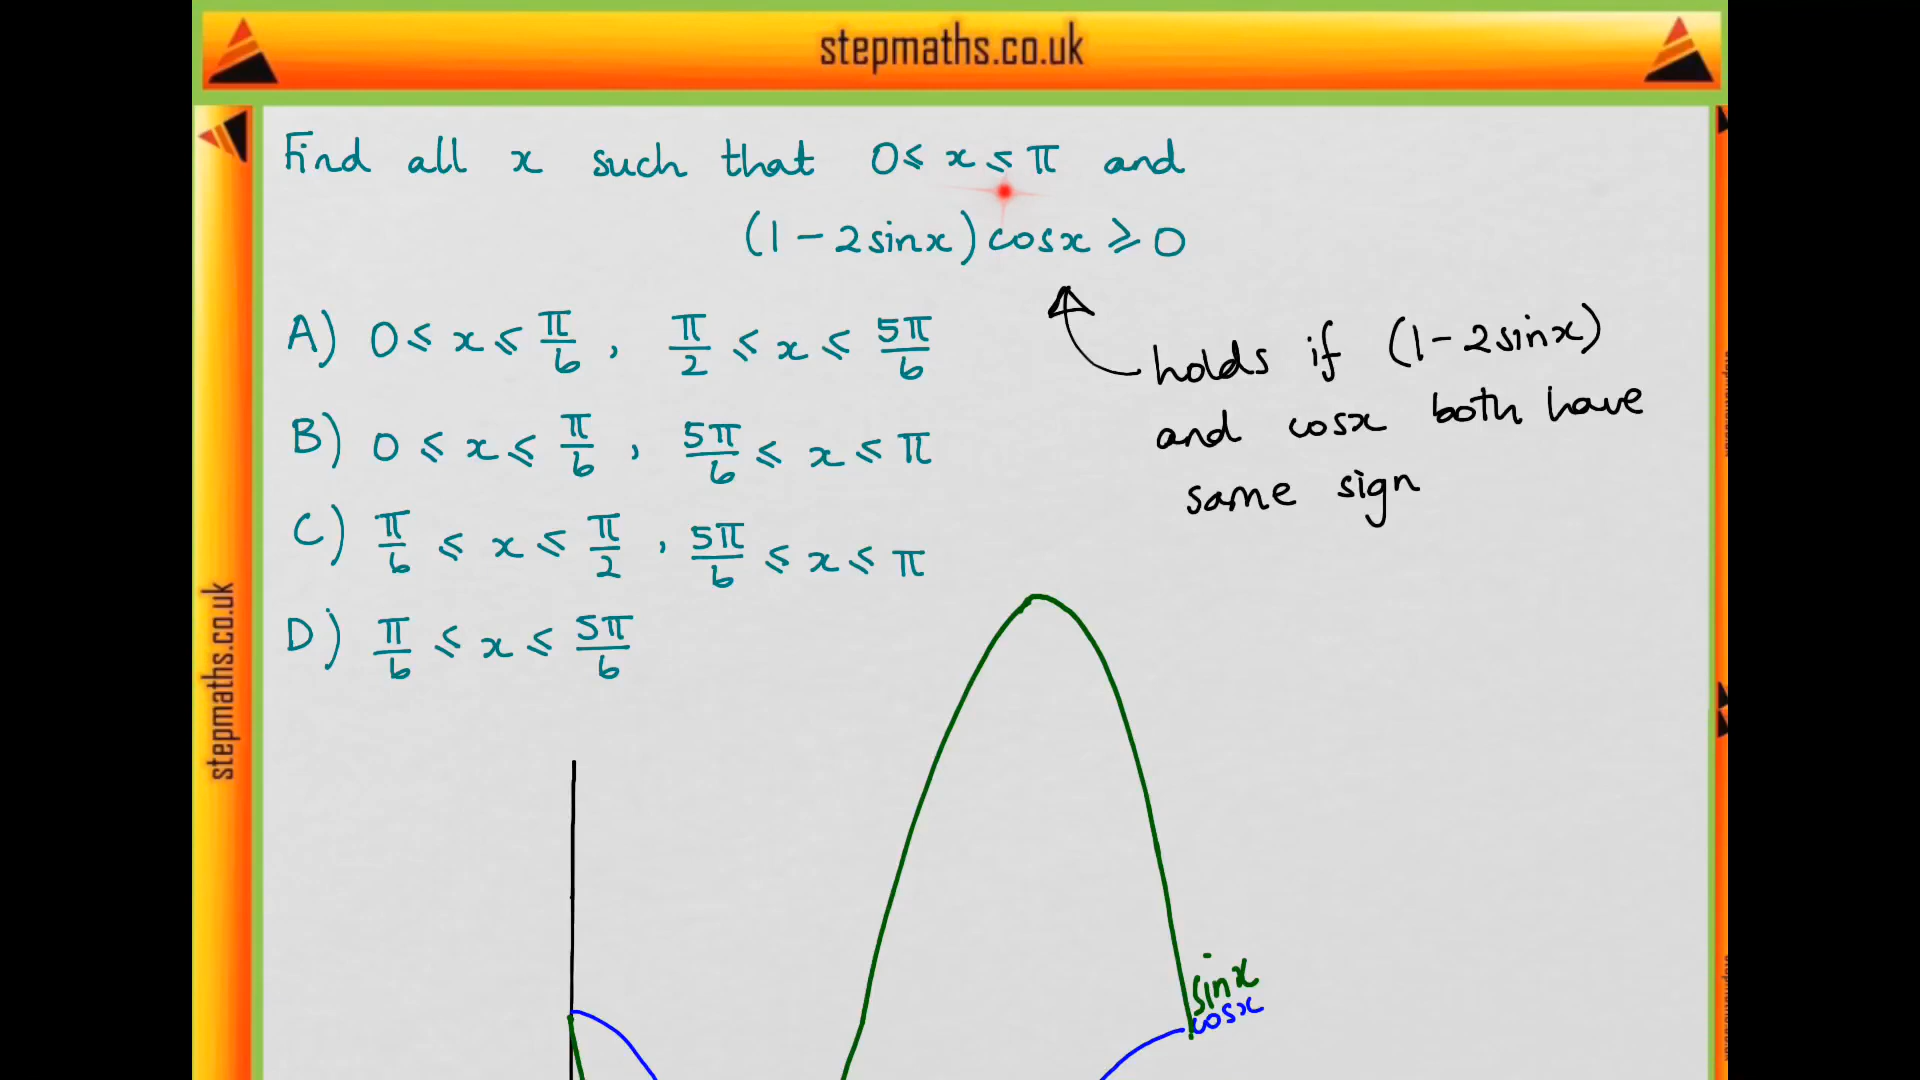 stepmaths.co.uk
Find all x such that 0 ⩽ x ⩽ π and
(1 - 2sinx) cosx ⩾ 0
A) 0 ⩽ x ⩽ π/6 , π/2 ⩽ x ⩽ 5π/6
B) 0 ⩽ x ⩽ π/6 , 5π/6 ⩽ x ⩽ π
C) π/6 ⩽ x ⩽ π/2 , 5π/6 ⩽ x ⩽ π
D) π/6 ⩽ x ⩽ 5π/6
holds if (1 - 2sinx)
and cosx both have
same sign
stepmaths.co.uk
sinx
cosx